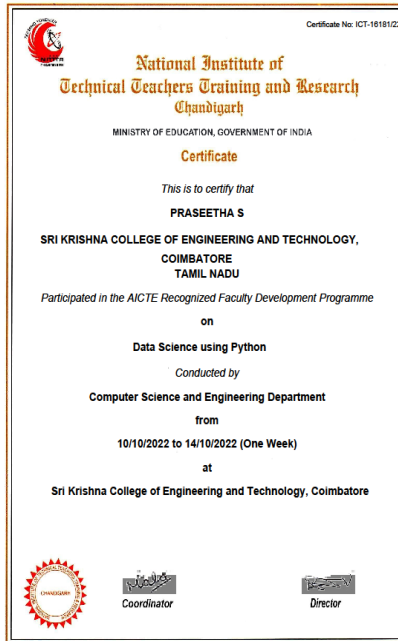 Certificate No: ICT-16181/22
National Institute of
Technical Teachers Training and Research
Chandigarh
MINISTRY OF EDUCATION, GOVERNMENT OF INDIA
Certificate
This is to certify that
PRASEETHA S
SRI KRISHNA COLLEGE OF ENGINEERING AND TECHNOLOGY,
COIMBATORE
TAMIL NADU
Participated in the AICTE Recognized Faculty Development Programme
on
Data Science using Python
Conducted by
Computer Science and Engineering Department
from
10/10/2022 to 14/10/2022 (One Week)
at
Sri Krishna College of Engineering and Technology, Coimbatore
CHANDIGARH
Coordinator
Director